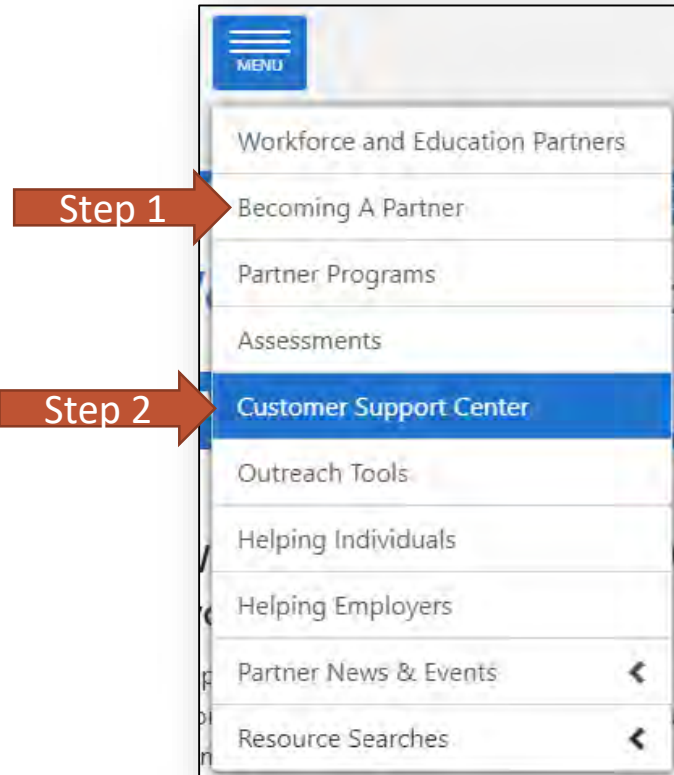 MENU
Workforce and Education Partners
Step 1
Becoming A Partner
Partner Programs
Assessments
Step 2
Customer Support Center
Outreach Tools
Helping Individuals
Helping Employers
Partner News & Events
Resource Searches